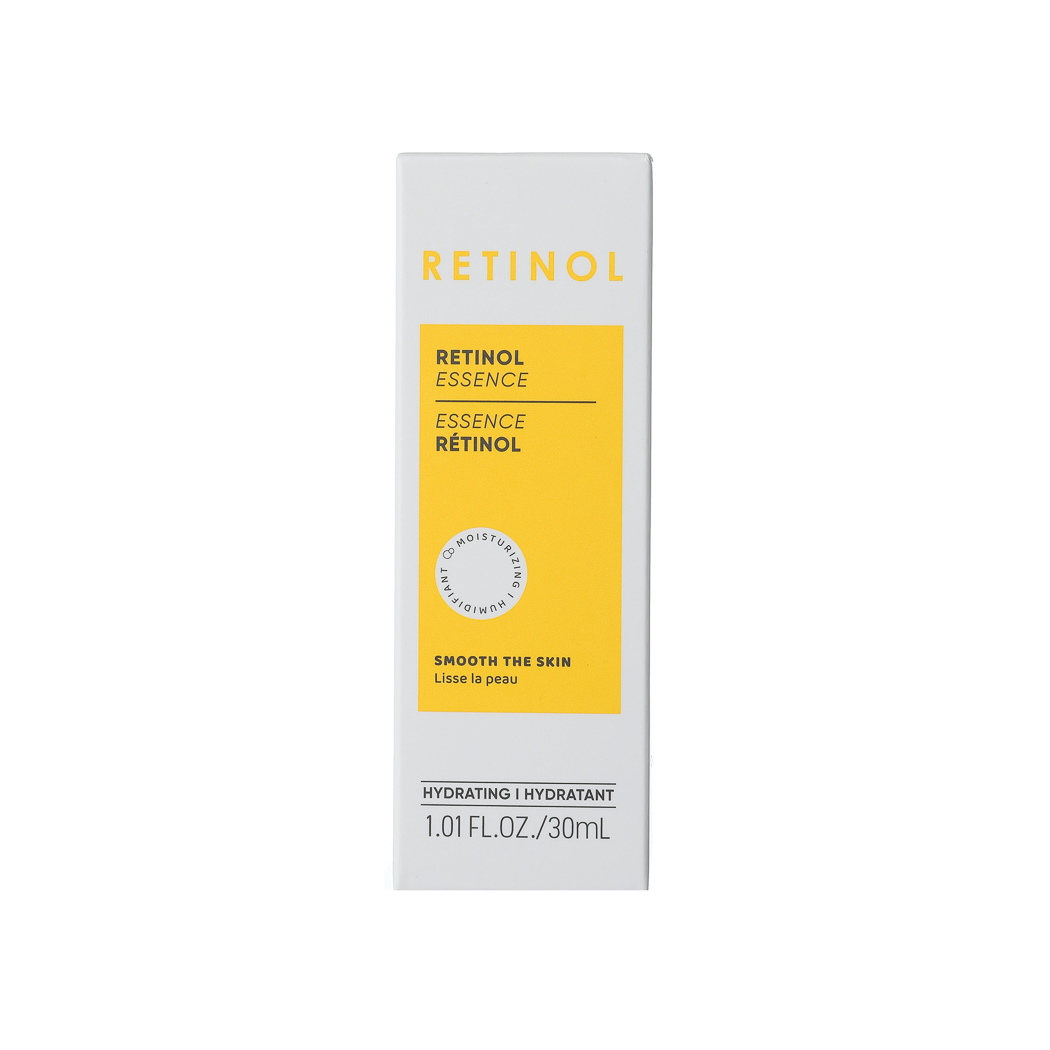 RETINOL
RETINOL
ESSENCE
ESSENCE
RÉTINOL
MOISTURIZING | HUMIDIFIANT
SMOOTH THE SKIN
Lisse la peau
HYDRATING | HYDRATANT
1.01 FL.OZ./30mL